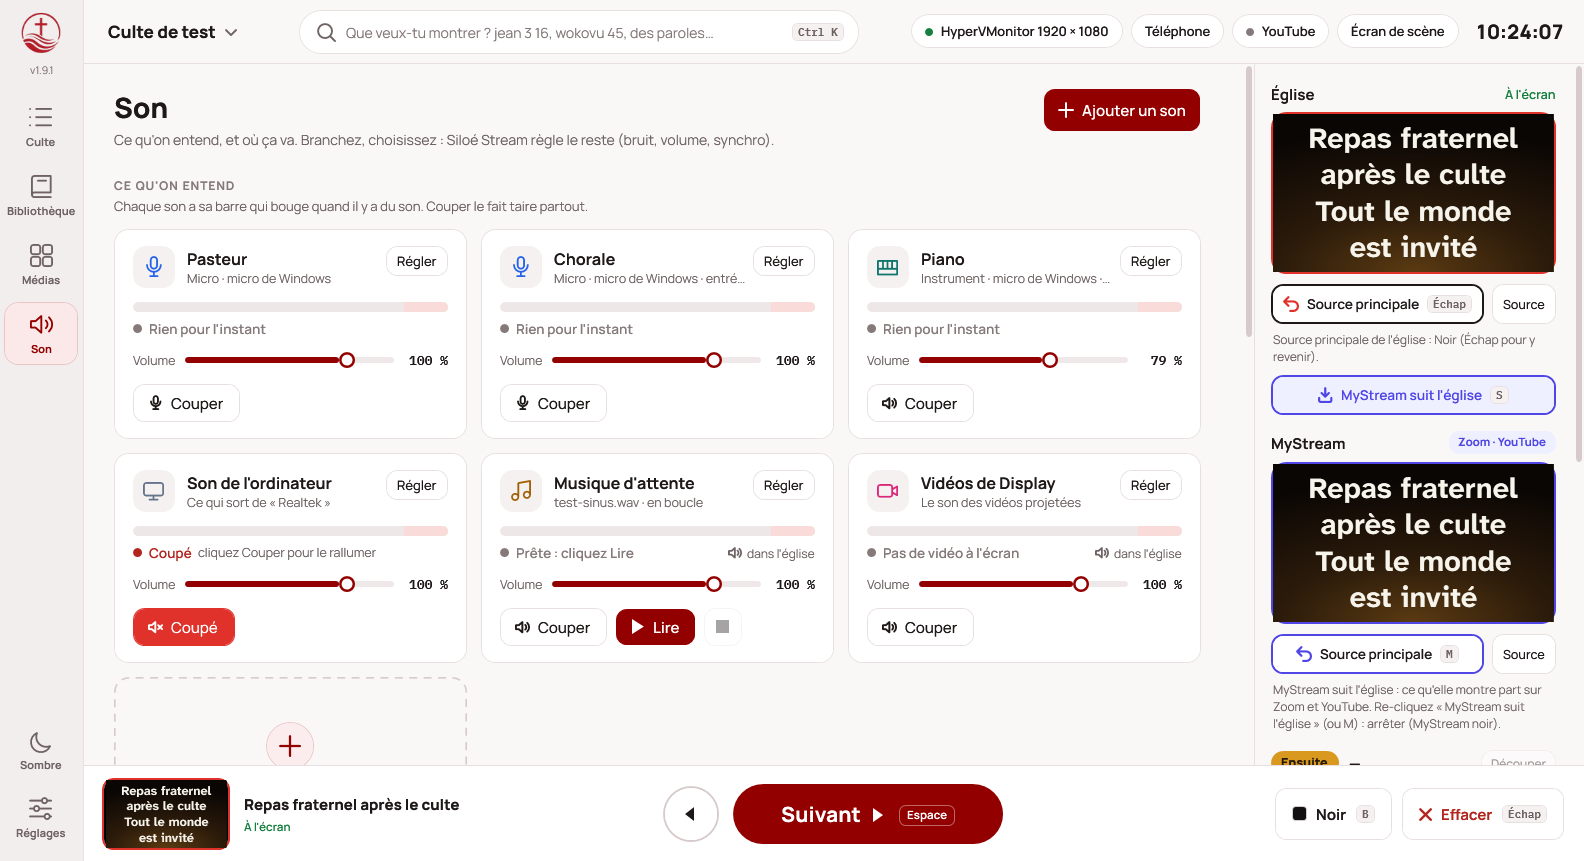 Culte de test
Que veux-tu montrer ? jean 3 16, wokovu 45, des paroles...
Ctrl K
HyperVMonitor 1920 × 1080
Téléphone
YouTube
Écran de scène
10:24:07
v1.9.1
Culte
Bibliothèque
Médias
Son
Sombre
Réglages
Son
Ce qu'on entend, et où ça va. Branchez, choisissez : Siloé Stream règle le reste (bruit, volume, synchro).
Ajouter un son
CE QU'ON ENTEND
Chaque son a sa barre qui bouge quand il y a du son. Couper le fait taire partout.
Pasteur
Micro · micro de Windows
Régler
Rien pour l'instant
Volume
100 %
Couper
Chorale
Micro · micro de Windows · entré...
Régler
Rien pour l'instant
Volume
100 %
Couper
Piano
Instrument · micro de Windows ·...
Régler
Rien pour l'instant
Volume
79 %
Couper
Son de l'ordinateur
Ce qui sort de « Realtek »
Régler
Coupé cliquez Couper pour le rallumer
Volume
100 %
Coupé
Musique d'attente
test-sinus.wav · en boucle
Régler
Prête : cliquez Lire
dans l'église
Volume
100 %
Couper
Lire
Vidéos de Display
Le son des vidéos projetées
Régler
Pas de vidéo à l'écran
dans l'église
Volume
100 %
Couper
Église
À l'écran
Repas fraternel
après le culte
Tout le monde
est invité
Source principale Échap
Source
Source principale de l'église : Noir (Échap pour y
revenir).
MyStream suit l'église S
MyStream
Zoom · YouTube
Repas fraternel
après le culte
Tout le monde
est invité
Source principale M
Source
MyStream suit l'église : ce qu'elle montre part sur
Zoom et YouTube. Re-cliquez « MyStream suit
l'église » (ou M) : arrêter (MyStream noir).
Ensuite
Découper
Repas fraternel
après le culte
Tout le monde
est invité
Repas fraternel après le culte
À l'écran
Suivant
Espace
Noir B
Effacer Échap